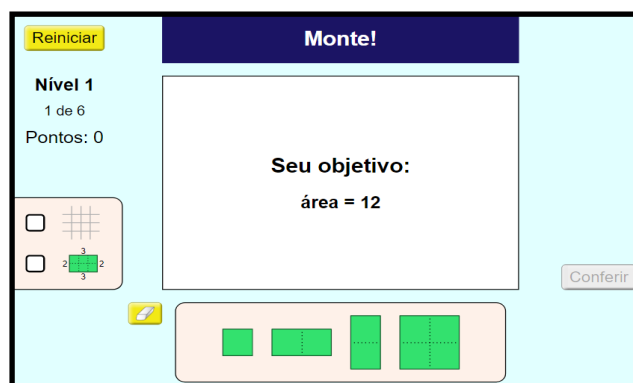 Reiniciar
Monte!
Nível 1
1 de 6
Pontos: 0
Seu objetivo:
área = 12
3
2 2
3
Conferir